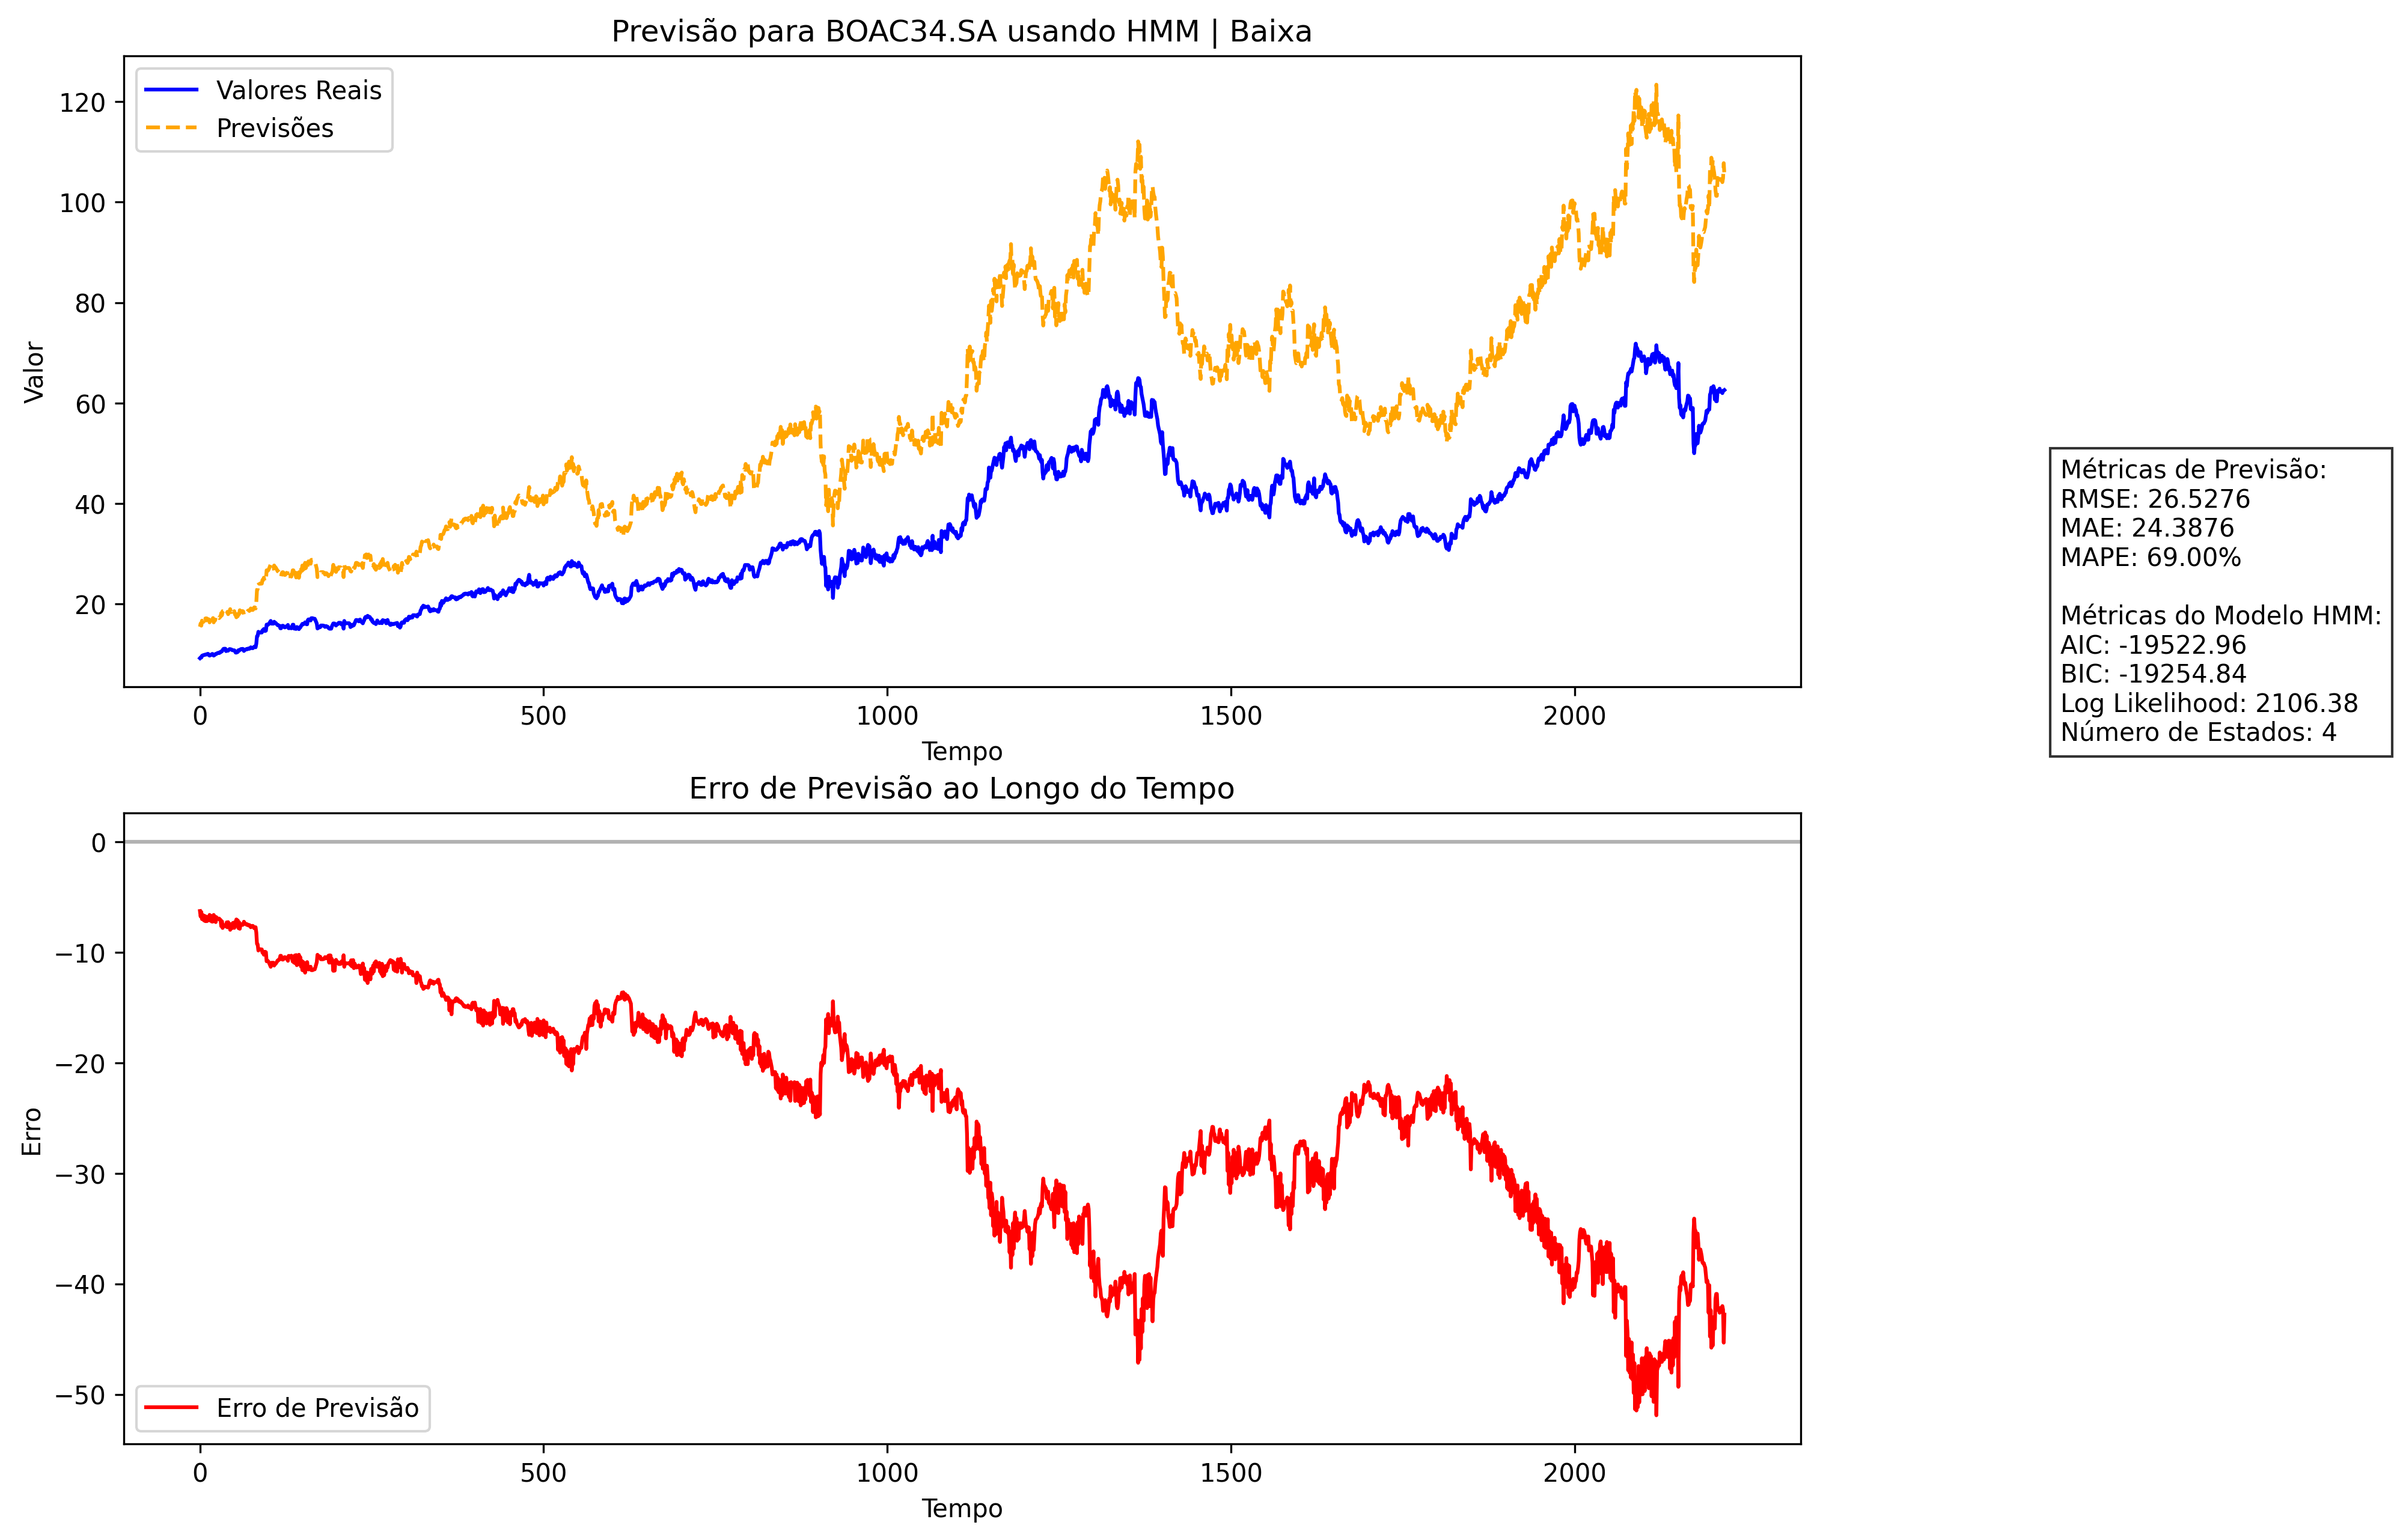 Previsão para BOAC34.SA usando HMM | Baixa
Valores Reais
Previsões
Valor
120
100
80
60
40
20
0
500
1000
1500
2000
Tempo
Métricas de Previsão:
RMSE: 26.5276
MAE: 24.3876
MAPE: 69.00%
Métricas do Modelo HMM:
AIC: -19522.96
BIC: -19254.84
Log Likelihood: 2106.38
Número de Estados: 4
Erro de Previsão ao Longo do Tempo
Erro
0
−10
−20
−30
−40
−50
Erro de Previsão
0
500
1000
1500
2000
Tempo